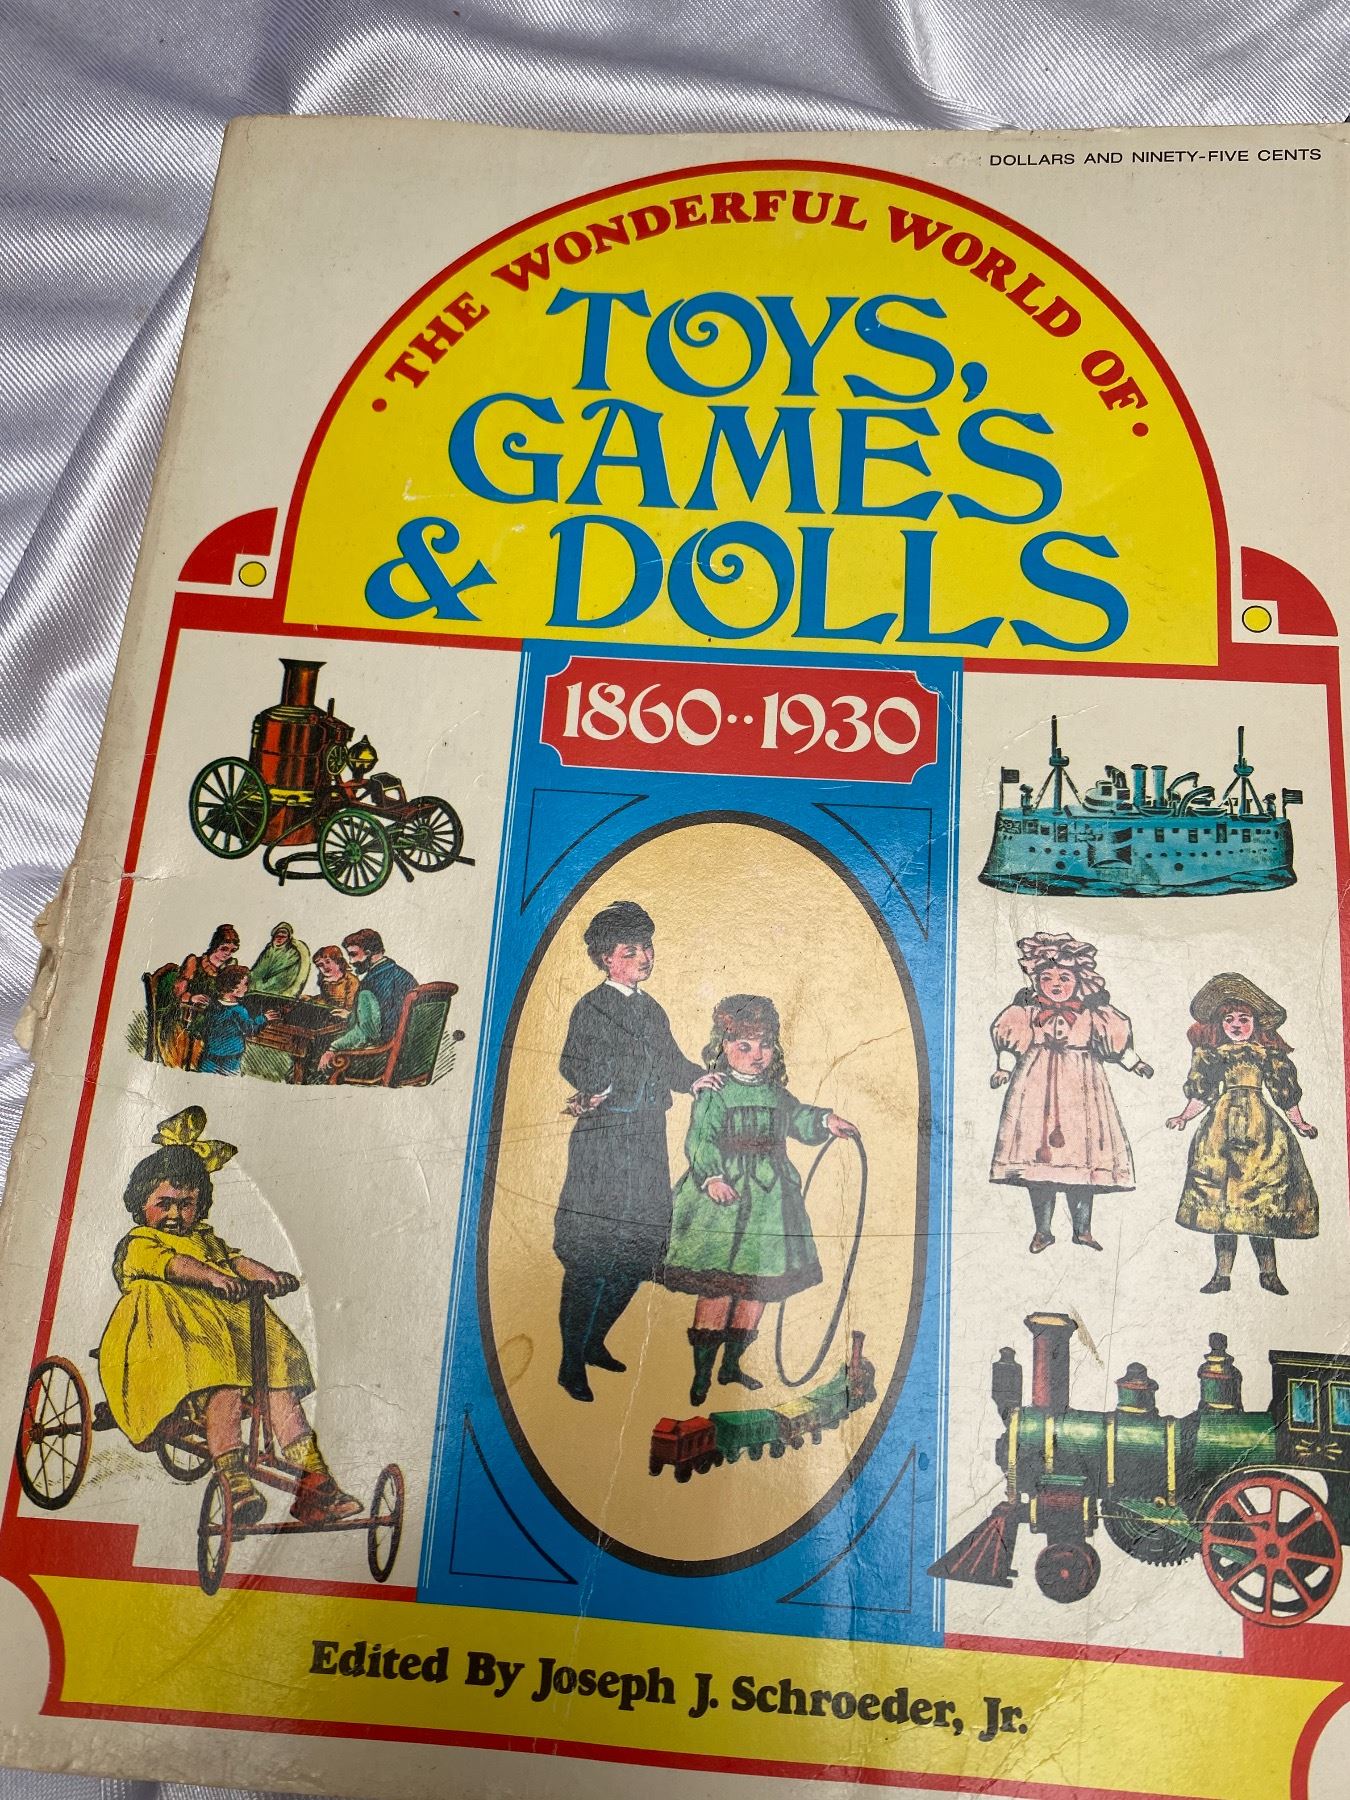 DOLLARS AND NINETY-FIVE CENTS
• THE WONDERFUL WORLD OF •
TOYS,
GAMES
& DOLLS
1860··1930
Edited By Joseph J. Schroeder, Jr.